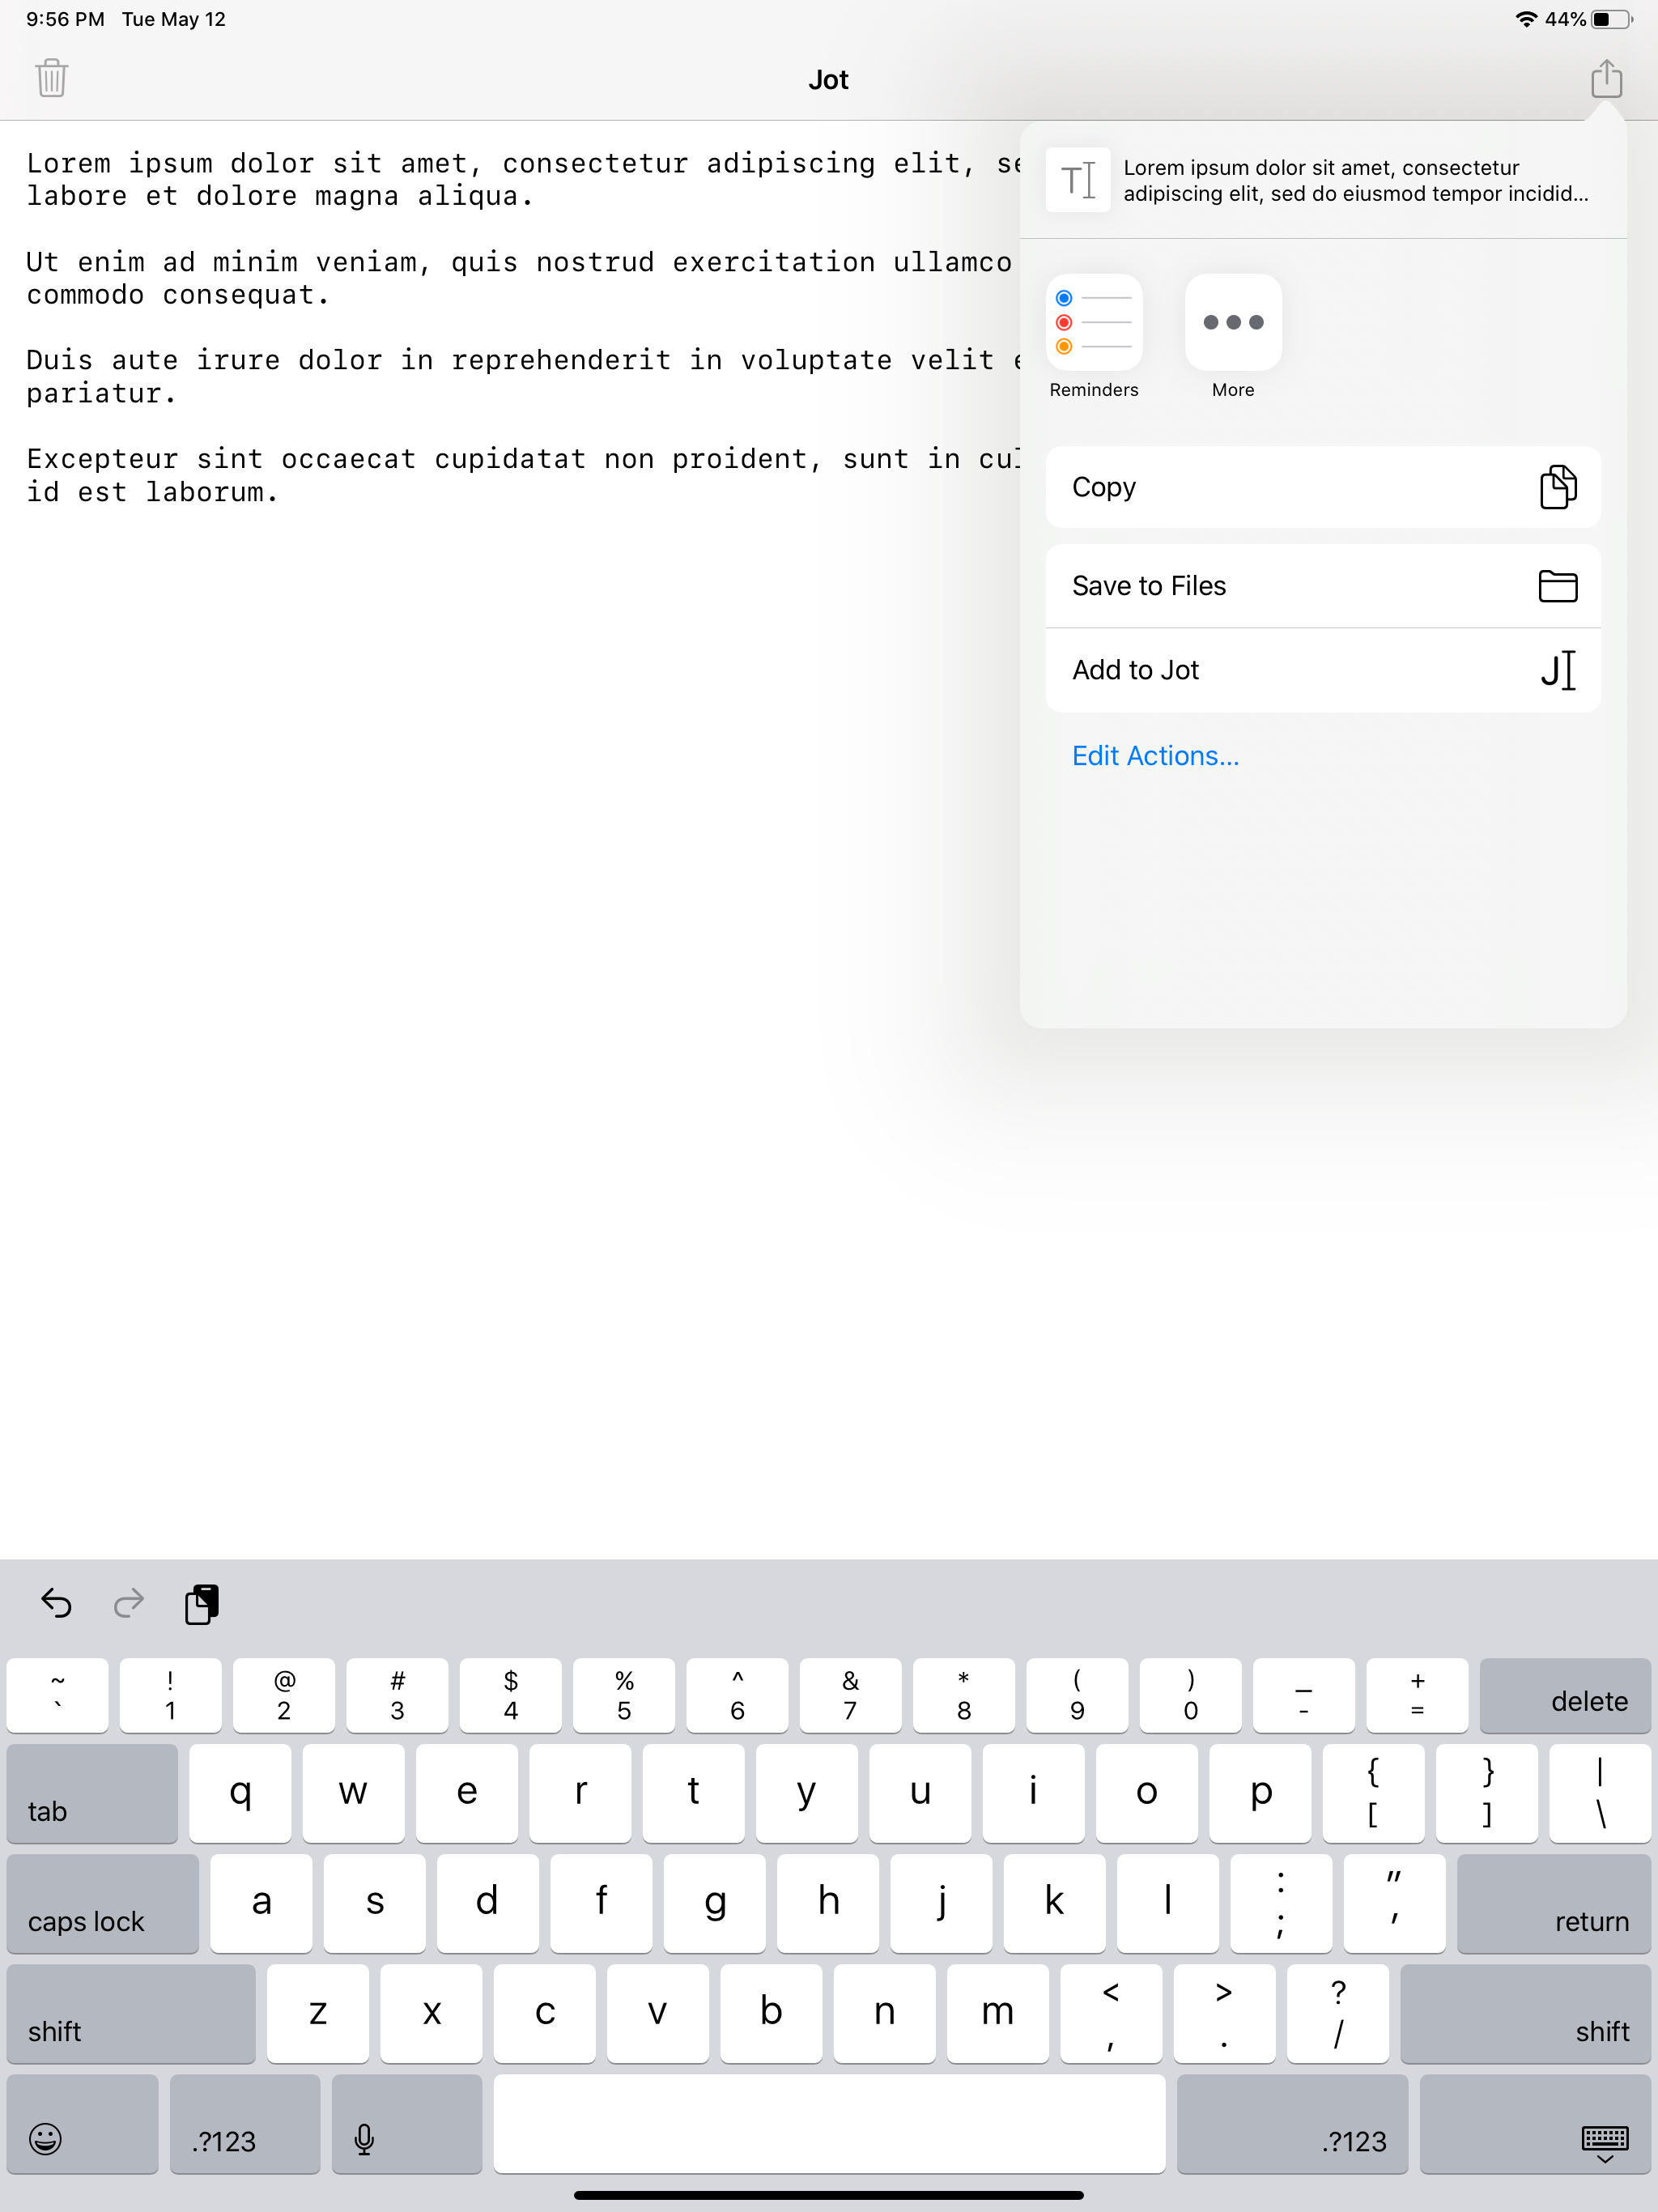 9:56 PM Tue May 12
44%
Jot
Lorem ipsum dolor sit amet, consectetur adipiscing elit,
labore et dolore magna aliqua.
Ut enim ad minim veniam, quis nostrud exercitation ullamco
commodo consequat.
Duis aute irure dolor in reprehenderit in voluptate velit
pariatur.
Excepteur sint occaecat cupidatat non proident, sunt in
id est laborum.
TI
Lorem ipsum dolor sit amet, consectetur
adipiscing elit, sed do eiusmod tempor incidid...
Reminders
More
Copy
Save to Files
Add to Jot
JI
Edit Actions...
~ ! @ # $ % ^ & * ( ) _ +
` 1 2 3 4 5 6 7 8 9 0 - = delete
tab q w e r t y u i o p { [ } ] | \
caps lock a s d f g h j k l : ; " ' return
shift z x c v b n m < , > . ? / shift
.?123 .?123